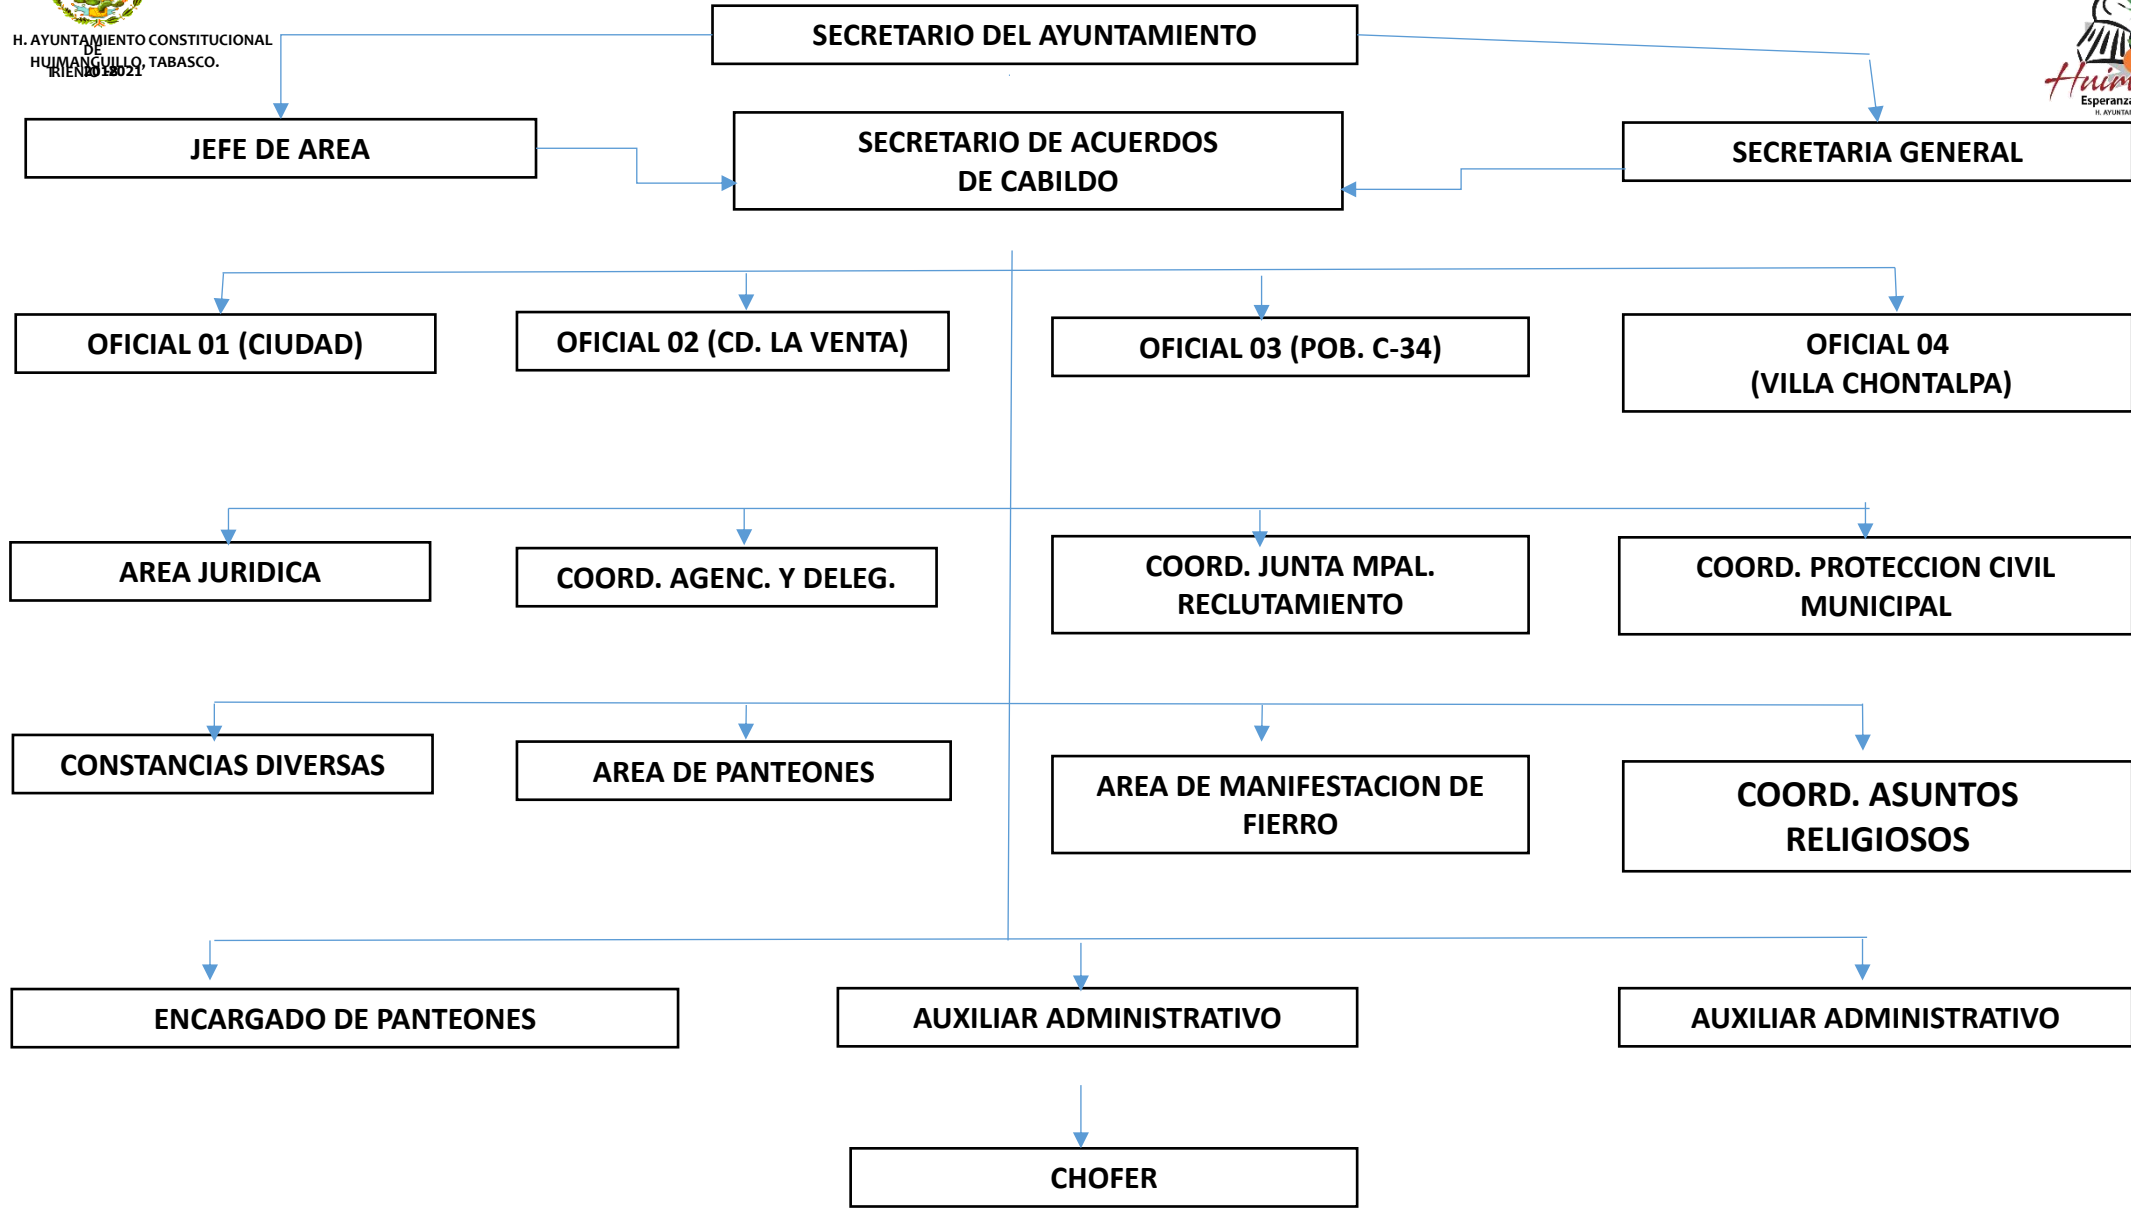 H. AYUNTAMIENTO CONSTITUCIONAL
DE
HUIMANGUILLO, TABASCO.
TRIENIO 2018-2021
SECRETARIO DEL AYUNTAMIENTO
Esperanza
JEFE DE AREA
SECRETARIO DE ACUERDOS
DE CABILDO
SECRETARIA GENERAL
OFICIAL 01 (CIUDAD)
OFICIAL 02 (CD. LA VENTA)
OFICIAL 03 (POB. C-34)
OFICIAL 04
(VILLA CHONTALPA)
AREA JURIDICA
COORD. AGENC. Y DELEG.
COORD. JUNTA MPAL.
RECLUTAMIENTO
COORD. PROTECCION CIVIL
MUNICIPAL
CONSTANCIAS DIVERSAS
AREA DE PANTEONES
AREA DE MANIFESTACION DE
FIERRO
COORD. ASUNTOS
RELIGIOSOS
ENCARGADO DE PANTEONES
AUXILIAR ADMINISTRATIVO
AUXILIAR ADMINISTRATIVO
CHOFER